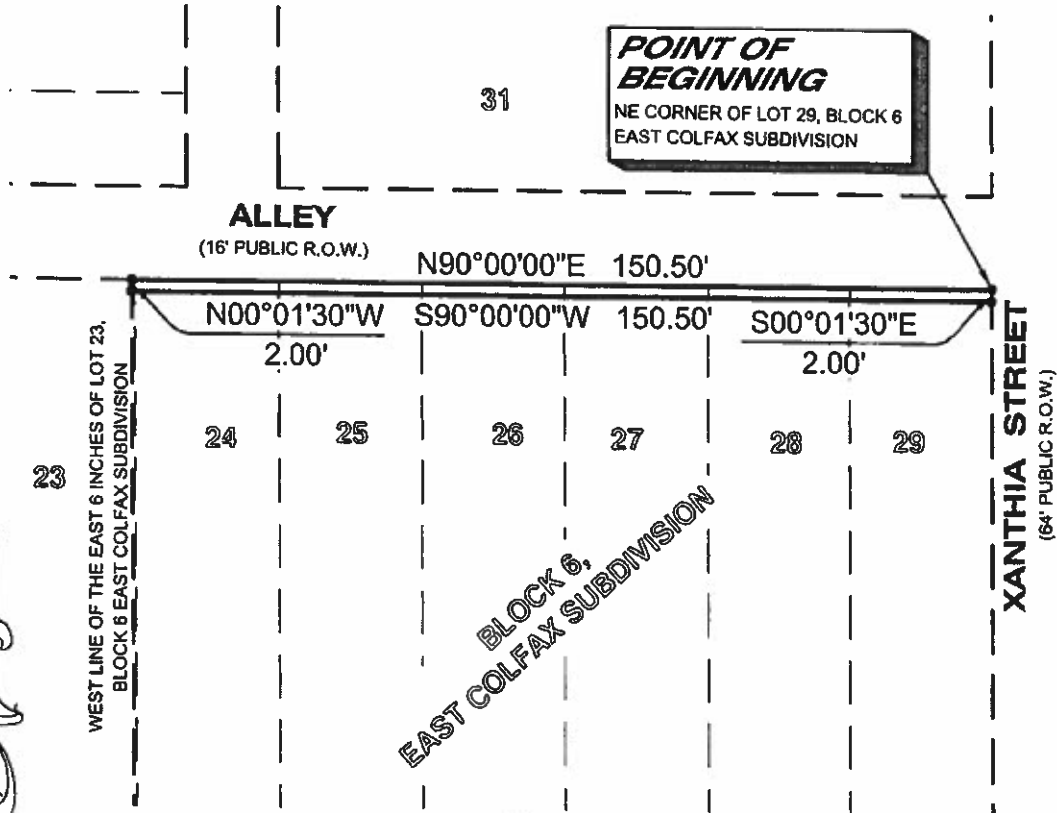 31
POINT OF
BEGINNING
NE CORNER OF LOT 29, BLOCK 6
EAST COLFAX SUBDIVISION
ALLEY
(16' PUBLIC R.O.W.)
N90°00'00"E 150.50'
N00°01'30"W
2.00'
S90°00'00"W 150.50'
S00°01'30"E
2.00'
23
24
25
26
27
28
29
WEST LINE OF THE EAST 6 INCHES OF LOT 23,
BLOCK 6 EAST COLFAX SUBDIVISION
BLOCK 6,
EAST COLFAX SUBDIVISION
XANTHIA STREET
(64' PUBLIC R.O.W.)